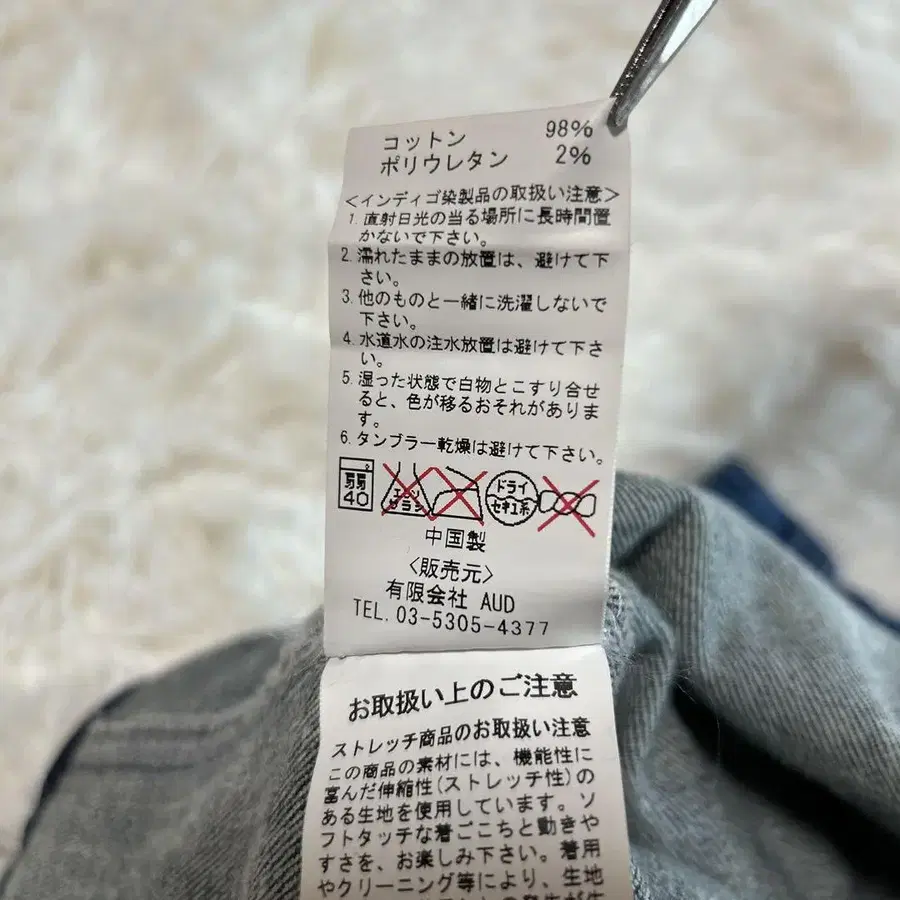 コットン 98%
ポリウレタン 2%
<インディゴ染製品の取扱い注意>
1. 直射日光の当る場所に長時間置
かないで下さい。
2. 濡れたままの放置は、避けて下
さい。
3. 他のものと一緒に洗濯しないで
下さい。
4. 水道水の注水放置は避けて下さ
い。
5. 湿った状態で白物とこすり合せ
ると、色が移るおそれがありま
す。
6. タンブラー乾燥は避けて下さい。
弱 40 エンソサラシ ドライ セキユ系
中国製
〈販売元〉
有限会社 AUD
TEL. 03-5305-4377
お取扱い上のご注意
ストレッチ商品のお取扱い注意
この商品の素材には、機能性に
富んだ伸縮性(ストレッチ性)の
ある生地を使用しています。ソ
フトタッチな着ごこちと動きや
すさを、お楽しみ下さい。着用
やクリーニング等により、生地